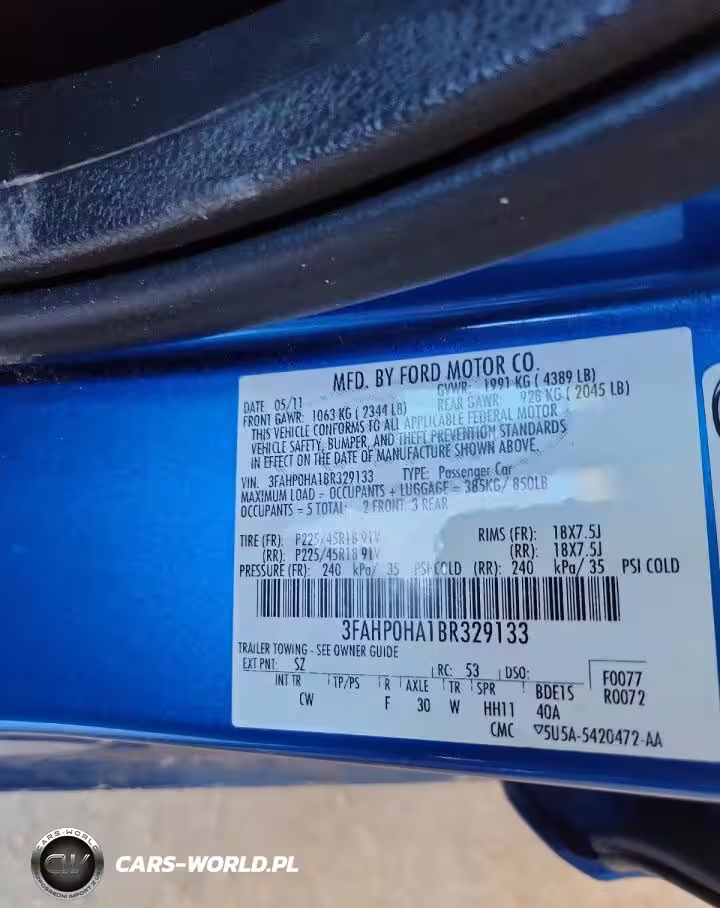 MFD. BY FORD MOTOR CO.
DATE 05/11 GVWR: 1991 KG ( 4389 LB)
FRONT GAWR: 1063 KG ( 2344 LB) REAR GAWR: 928 KG ( 2045 LB)
THIS VEHICLE CONFORMS TO ALL APPLICABLE FEDERAL MOTOR
VEHICLE SAFETY, BUMPER, AND THEFT PREVENTION STANDARDS
IN EFFECT ON THE DATE OF MANUFACTURE SHOWN ABOVE.
VIN. 3FAHP0HA1BR329133 TYPE: Passenger Car
MAXIMUM LOAD = OCCUPANTS + LUGGAGE = 385KG/ 850LB
OCCUPANTS = 5 TOTAL: 2 FRONT, 3 REAR
TIRE (FR): P225/45R18 91V RIMS (FR): 18X7.5J
(RR): P225/45R18 91V (RR): 18X7.5J
PRESSURE (FR): 240 kPa/ 35 PSI COLD (RR): 240 kPa/ 35 PSI COLD
3FAHP0HA1BR329133
TRAILER TOWING - SEE OWNER GUIDE
EXT PNT: SZ RC: 53 DSO: F0077
INT TR TP/PS R AXLE TR SPR BDE1S R0072
CW F 30 W HH11 40A
CMC ▽5U5A-5420472-AA
CARS-WORLD
CW
CARS-WORLD.PL